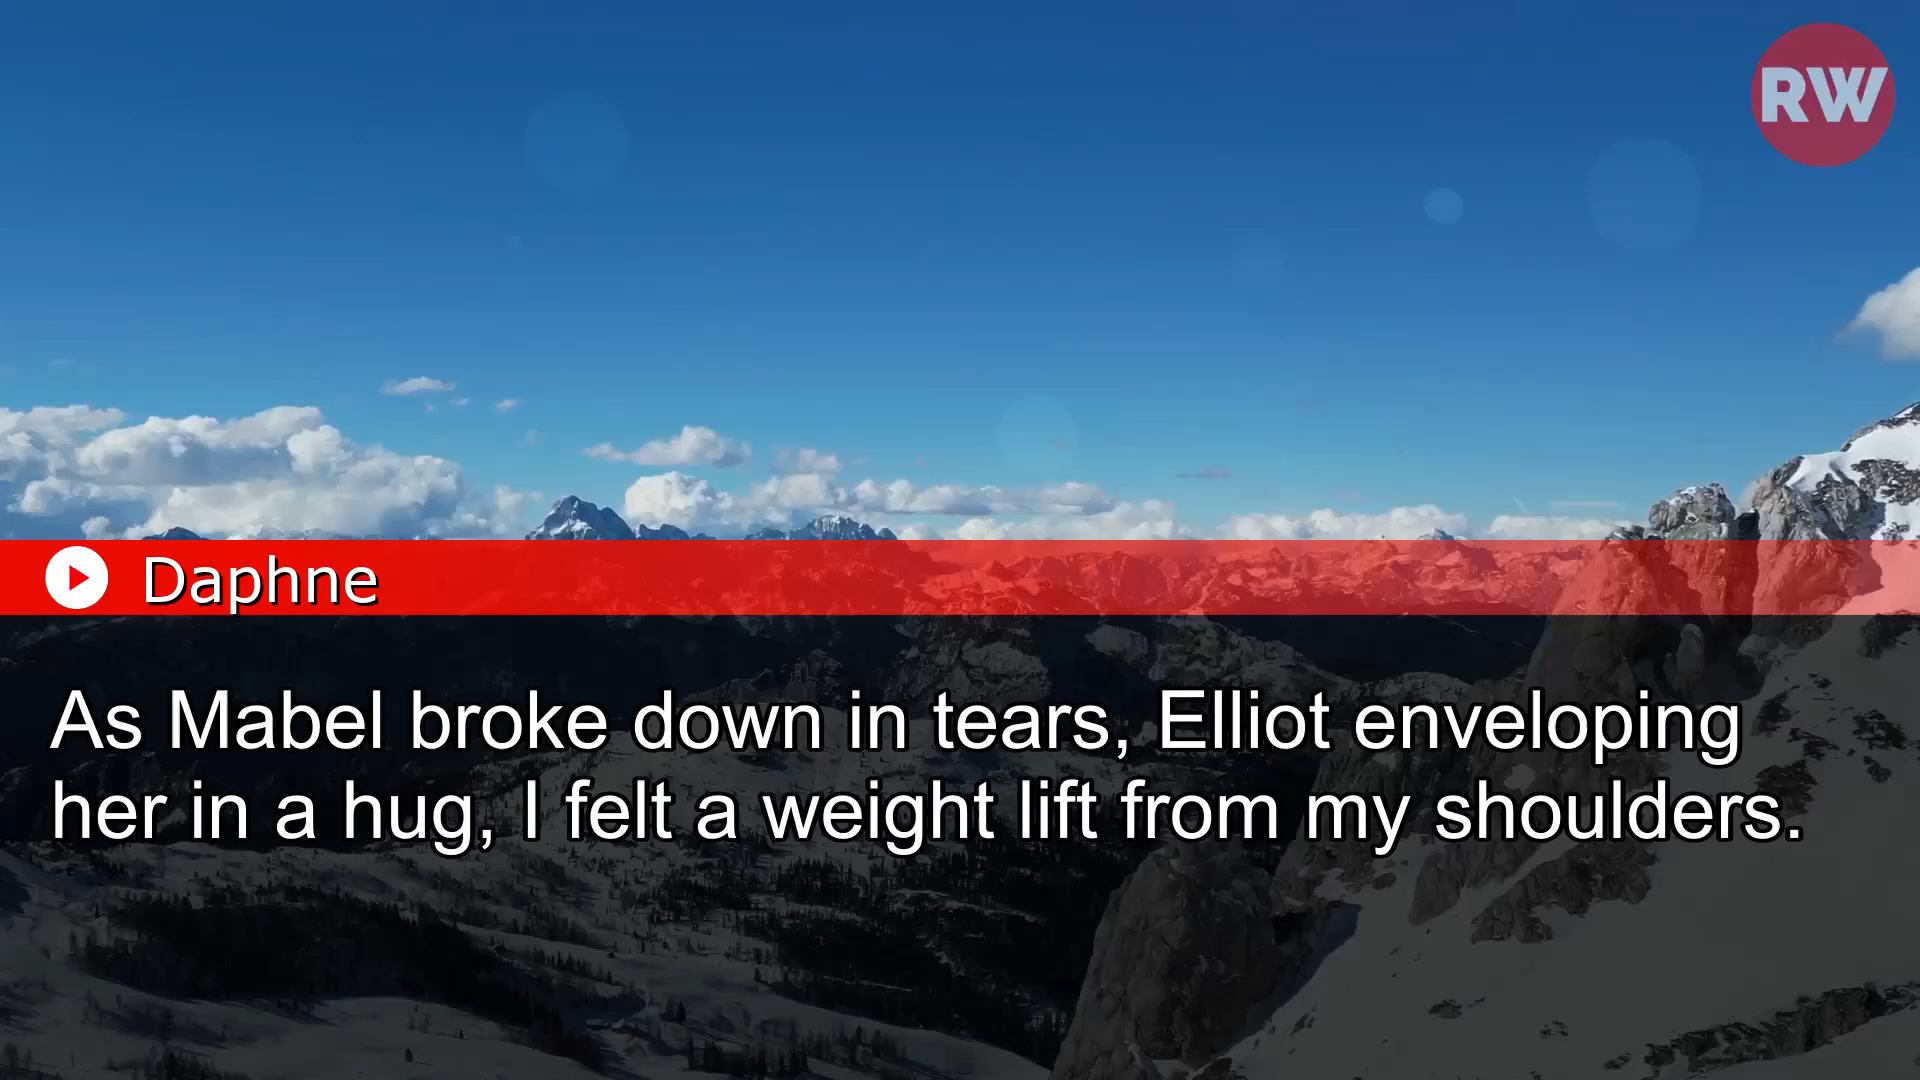 RW
Daphne
As Mabel broke down in tears, Elliot enveloping
her in a hug, I felt a weight lift from my shoulders.